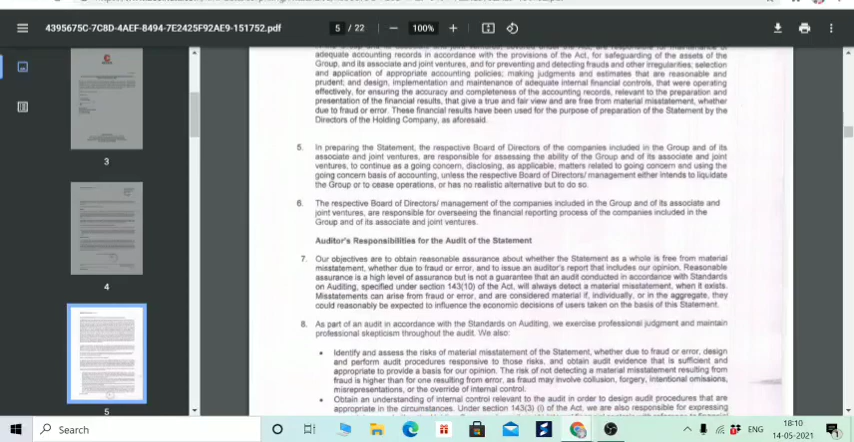 4395675C-7C8D-4AEF-8494-7E2425F92AE9-151752.pdf
5 / 22
100%
adequate accounting records in accordance with the provisions of the Act, for safeguarding of the assets of the
Group, and its associate and joint ventures, and for preventing and detecting frauds and other irregularities; selection
and application of appropriate accounting policies; making judgments and estimates that are reasonable and
prudent; and design, implementation and maintenance of adequate internal financial controls, that were operating
effectively, for ensuring the accuracy and completeness of the accounting records, relevant to the preparation and
presentation of the financial results, that give a true and fair view and are free from material misstatement, whether
due to fraud or error. These financial results have been used for the purpose of preparation of the Statement by the
Directors of the Holding Company, as aforesaid.
5. In preparing the Statement, the respective Board of Directors of the companies included in the Group and of its
associate and joint ventures, are responsible for assessing the ability of the Group and of its associate and joint
ventures, to continue as a going concern, disclosing, as applicable, matters related to going concern and using the
going concern basis of accounting, unless the respective Board of Directors/ management either intends to liquidate
the Group or to cease operations, or has no realistic alternative but to do so.
6. The respective Board of Directors/ management of the companies included in the Group and of its associate and
joint ventures, are responsible for overseeing the financial reporting process of the companies included in the
Group and of its associate and joint ventures.
Auditor's Responsibilities for the Audit of the Statement
7. Our objectives are to obtain reasonable assurance about whether the Statement as a whole is free from material
misstatement, whether due to fraud or error, and to issue an auditor's report that includes our opinion. Reasonable
assurance is a high level of assurance but is not a guarantee that an audit conducted in accordance with Standards
on Auditing, specified under section 143(10) of the Act, will always detect a material misstatement, when it exists.
Misstatements can arise from fraud or error, and are considered material if, individually, or in the aggregate, they
could reasonably be expected to influence the economic decisions of users taken on the basis of this Statement.
8. As part of an audit in accordance with the Standards on Auditing, we exercise professional judgment and maintain
professional skepticism throughout the audit. We also:
• Identify and assess the risks of material misstatement of the Statement, whether due to fraud or error, design
and perform audit procedures responsive to those risks, and obtain audit evidence that is sufficient and
appropriate to provide a basis for our opinion. The risk of not detecting a material misstatement resulting from
fraud is higher than for one resulting from error, as fraud may involve collusion, forgery, intentional omissions,
misrepresentations, or the override of internal control.
• Obtain an understanding of internal control relevant to the audit in order to design audit procedures that are
appropriate in the circumstances. Under section 143(3) (i) of the Act, we are also responsible for expressing
3
4
5
Search
ENG
18:10
14-05-2021